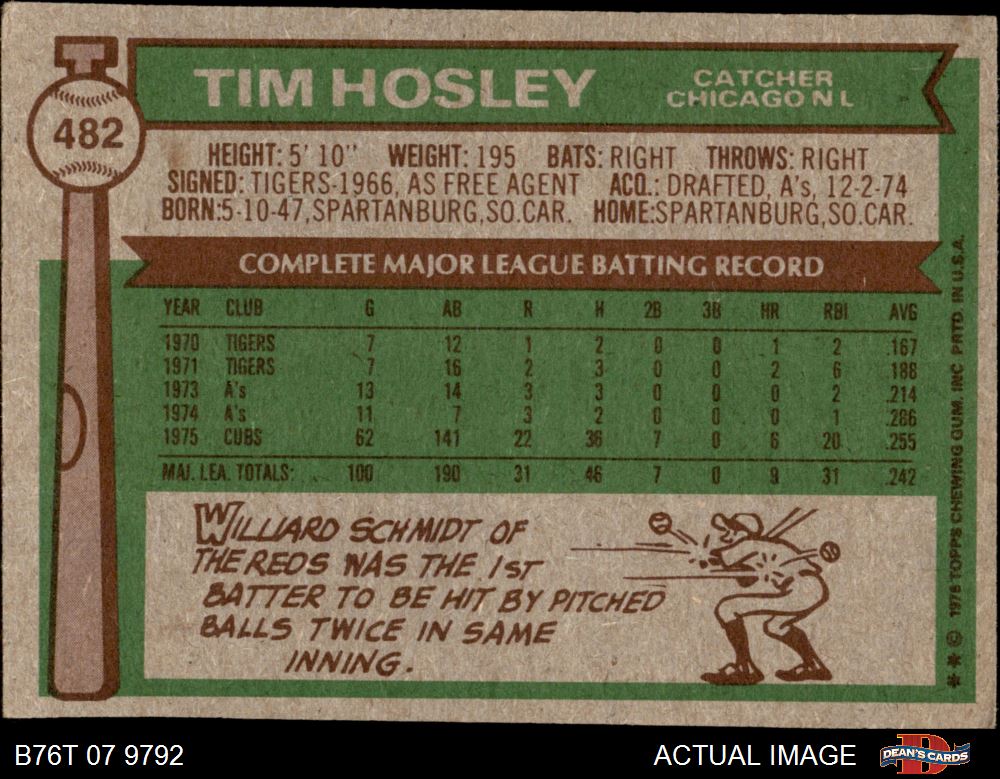 TIM HOSLEY
CATCHER
CHICAGO N L
482
HEIGHT: 5' 10" WEIGHT: 195 BATS: RIGHT THROWS: RIGHT
SIGNED: TIGERS-1966, AS FREE AGENT ACQ.: DRAFTED, A's, 12-2-74
BORN:5-10-47,SPARTANBURG,SO.CAR. HOME:SPARTANBURG,SO.CAR.
COMPLETE MAJOR LEAGUE BATTING RECORD
YEAR CLUB G AB R H 2B 3B HR RBI AVG
1970 TIGERS 7 12 1 2 0 0 1 2 .167
1971 TIGERS 7 16 2 3 0 0 2 6 .188
1973 A's 13 14 3 3 0 0 0 2 .214
1974 A's 11 7 3 2 0 0 0 1 .286
1975 CUBS 62 141 22 36 7 0 6 20 .255
MAJ. LEA. TOTALS: 100 190 31 46 7 0 9 31 .242
WILLIARD SCHMIDT OF
THE REDS WAS THE 1ST
BATTER TO BE HIT BY PITCHED
BALLS TWICE IN SAME
INNING.
** © 1976 TOPPS CHEWING GUM, INC PRTD. IN U.S.A.
B76T 07 9792
ACTUAL IMAGE
DEAN'S CARDS